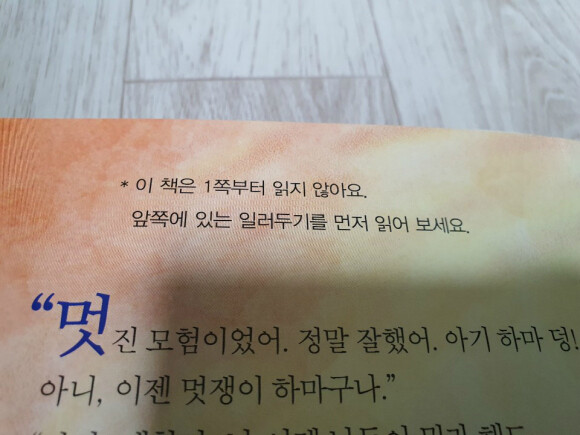 * 이 책은 1쪽부터 읽지 않아요.
앞쪽에 있는 일러두기를 먼저 읽어 보세요.
“멋진 모험이었어. 정말 잘했어. 아기 하마 덩!
아니, 이젠 멋쟁이 하마구나.”